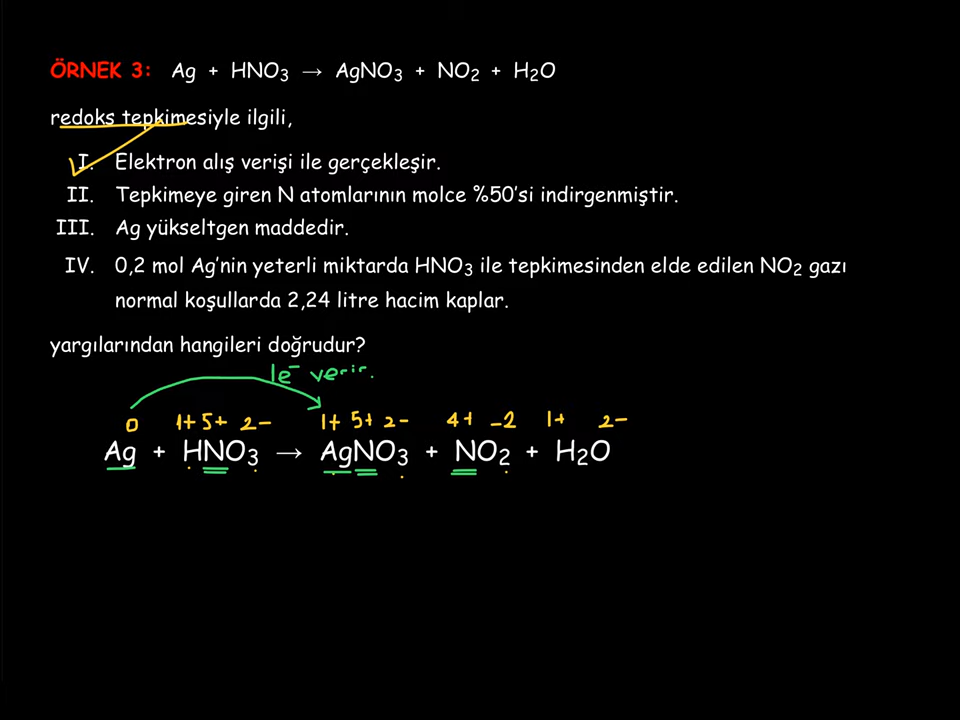 ÖRNEK 3: Ag + HNO₃ → AgNO₃ + NO₂ + H₂O
redoks tepkimesiyle ilgili,
I. Elektron alış verişi ile gerçekleşir.
II. Tepkimeye giren N atomlarının molce %50'si indirgenmiştir.
III. Ag yükseltgen maddedir.
IV. 0,2 mol Ag'nin yeterli miktarda HNO₃ ile tepkimesinden elde edilen NO₂ gazı
normal koşullarda 2,24 litre hacim kaplar.
yargılarından hangileri doğrudur?
1e⁻ verir.
0 1+ 5+ 2- 1+ 5+ 2- 4+ -2 1+ 2-
Ag + HNO₃ → AgNO₃ + NO₂ + H₂O